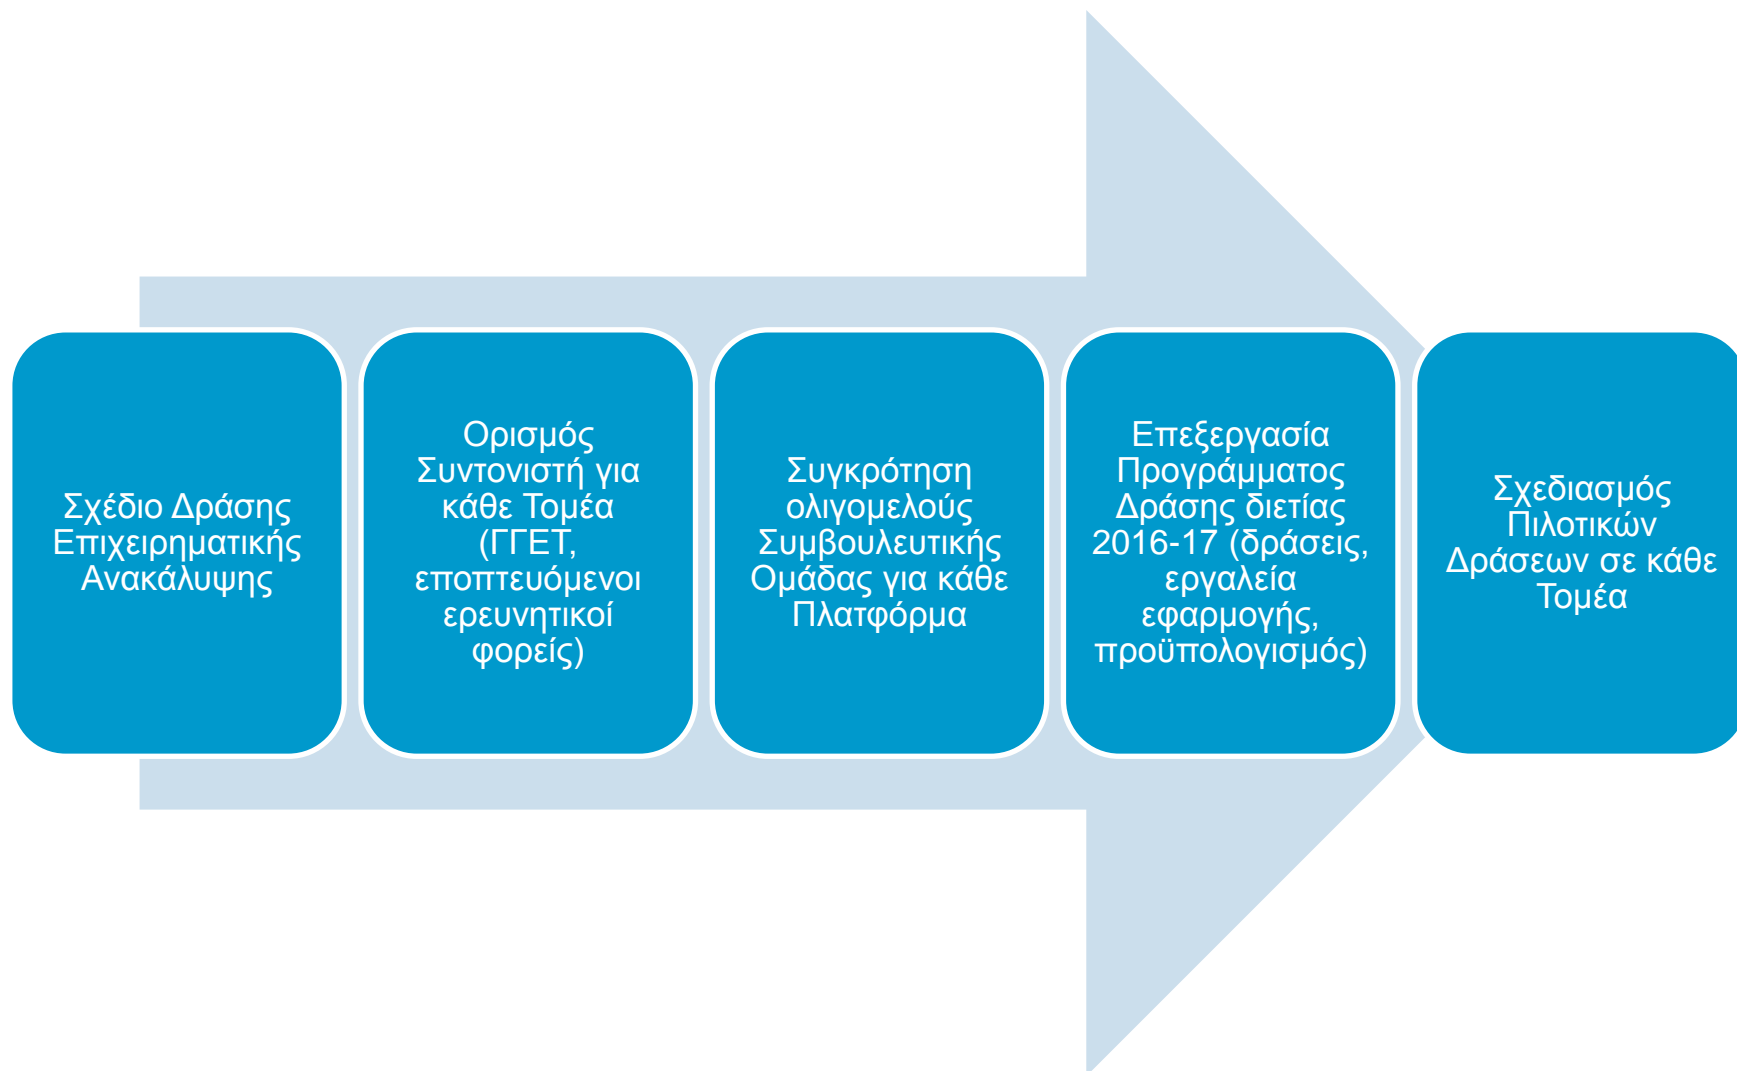 Σχέδιο Δράσης
Επιχειρηματικής
Ανακάλυψης
Ορισμός
Συντονιστή για
κάθε Τομέα
(ΓΓΕΤ,
εποπτευόμενοι
ερευνητικοί
φορείς)
Συγκρότηση
ολιγομελούς
Συμβουλευτικής
Ομάδας για κάθε
Πλατφόρμα
Επεξεργασία
Προγράμματος
Δράσης διετίας
2016-17 (δράσεις,
εργαλεία
εφαρμογής,
προϋπολογισμός)
Σχεδιασμός
Πιλοτικών
Δράσεων σε κάθε
Τομέα